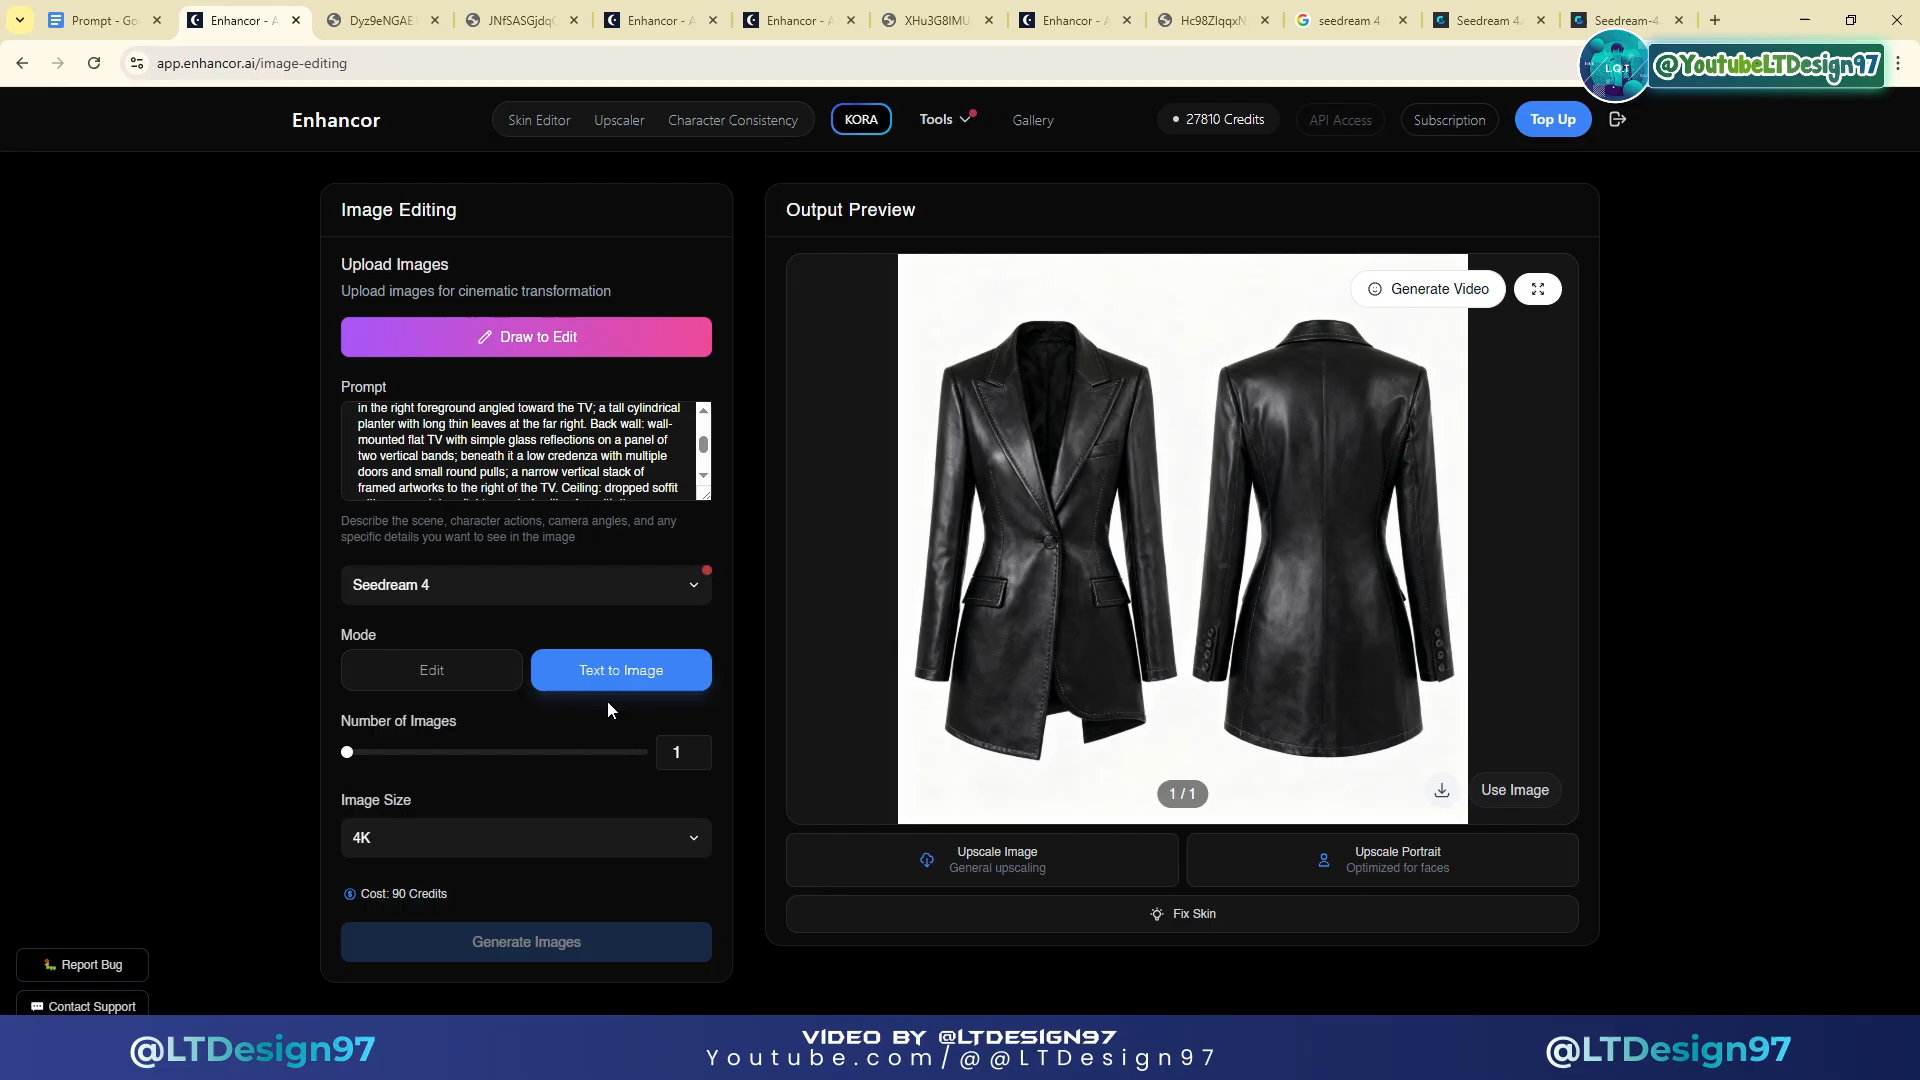 Prompt - Go
Enhancor - A
Dyz9eNGAE
JNfSASGjdq
Enhancor - A
Enhancor - A
XHu3G8IMU
Enhancor - A
Hc98ZIqqxN
seedream 4
Seedream 4.
Seedream-4.
app.enhancor.ai/image-editing
L.Q.T
@YoutubeLTDesign97
Enhancor
Skin Editor
Upscaler
Character Consistency
KORA
Tools
Gallery
27810 Credits
API Access
Subscription
Top Up
Image Editing
Upload Images
Upload images for cinematic transformation
Draw to Edit
Prompt
in the right foreground angled toward the TV; a tall cylindrical
planter with long thin leaves at the far right. Back wall: wall-
mounted flat TV with simple glass reflections on a panel of
two vertical bands; beneath it a low credenza with multiple
doors and small round pulls; a narrow vertical stack of
framed artworks to the right of the TV. Ceiling: dropped soffit
Describe the scene, character actions, camera angles, and any
specific details you want to see in the image
Seedream 4
Mode
Edit
Text to Image
Number of Images
1
Image Size
4K
Cost: 90 Credits
Generate Images
Output Preview
Generate Video
1 / 1
Use Image
Upscale Image
General upscaling
Upscale Portrait
Optimized for faces
Fix Skin
Report Bug
Contact Support
@LTDesign97
VIDEO BY @LTDESIGN97
Youtube.com/@@LTDesign97
@LTDesign97